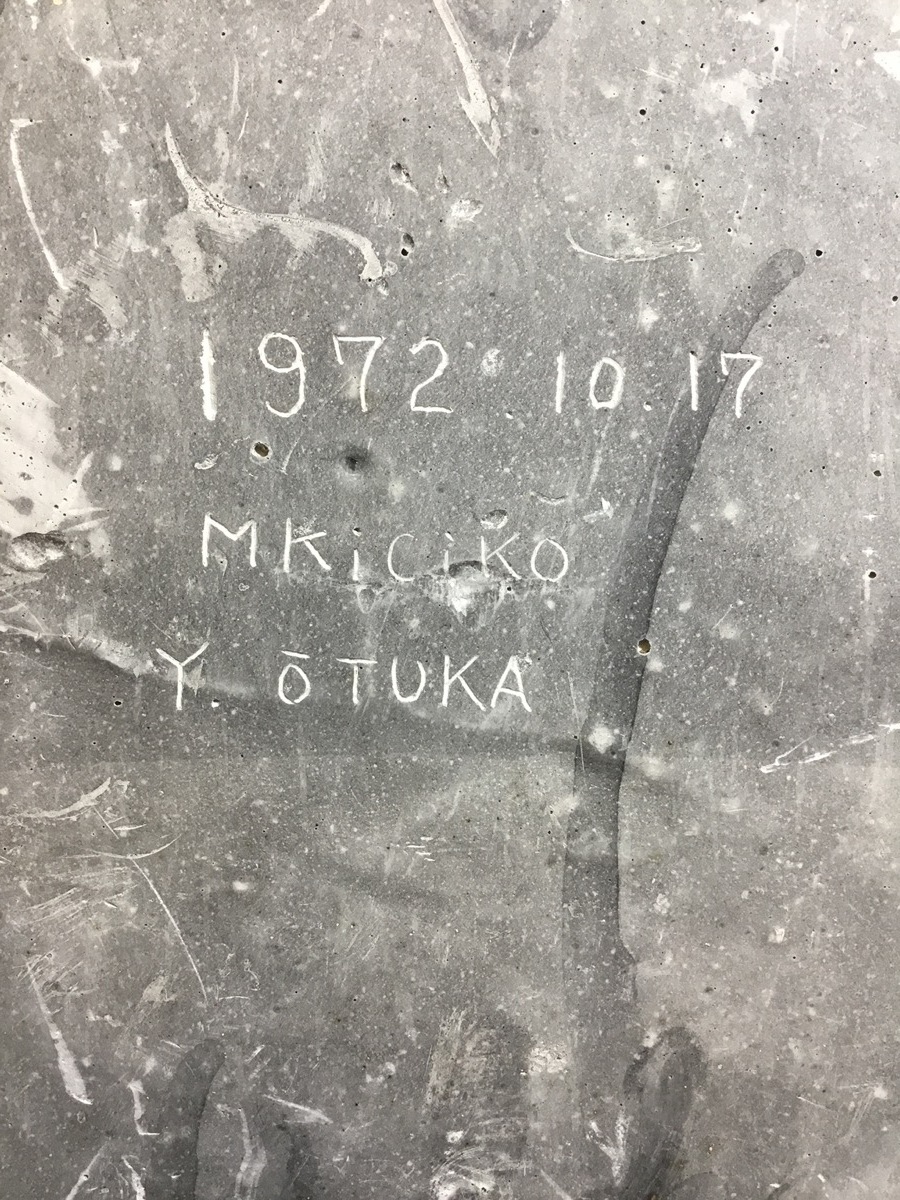 1972. 10. 17
MKiCiKO
Y. ŌTUKA